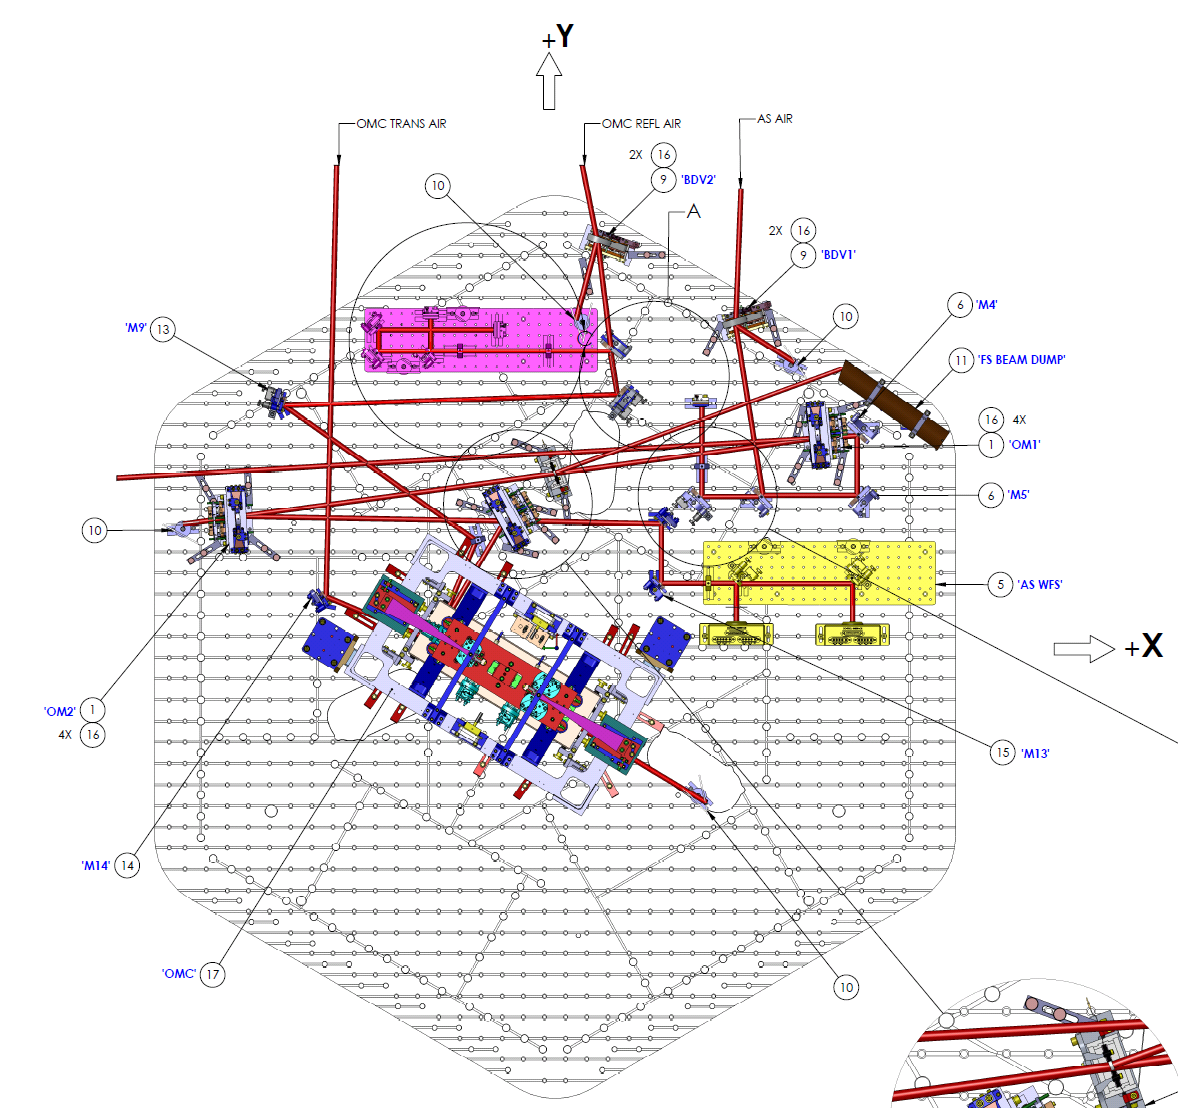 +Y
OMC TRANS AIR
OMC REFL AIR
AS AIR
2X 16
9 'BDV2'
10
A
2X 16
9 'BDV1'
10
6 'M4'
'M9' 13
11 'FS BEAM DUMP'
16 4X
1 'OM1'
6 'M5'
10
5 'AS WFS'
+X
'OM2' 1
4X 16
15 'M13'
'M14' 14
'OMC' 17
10